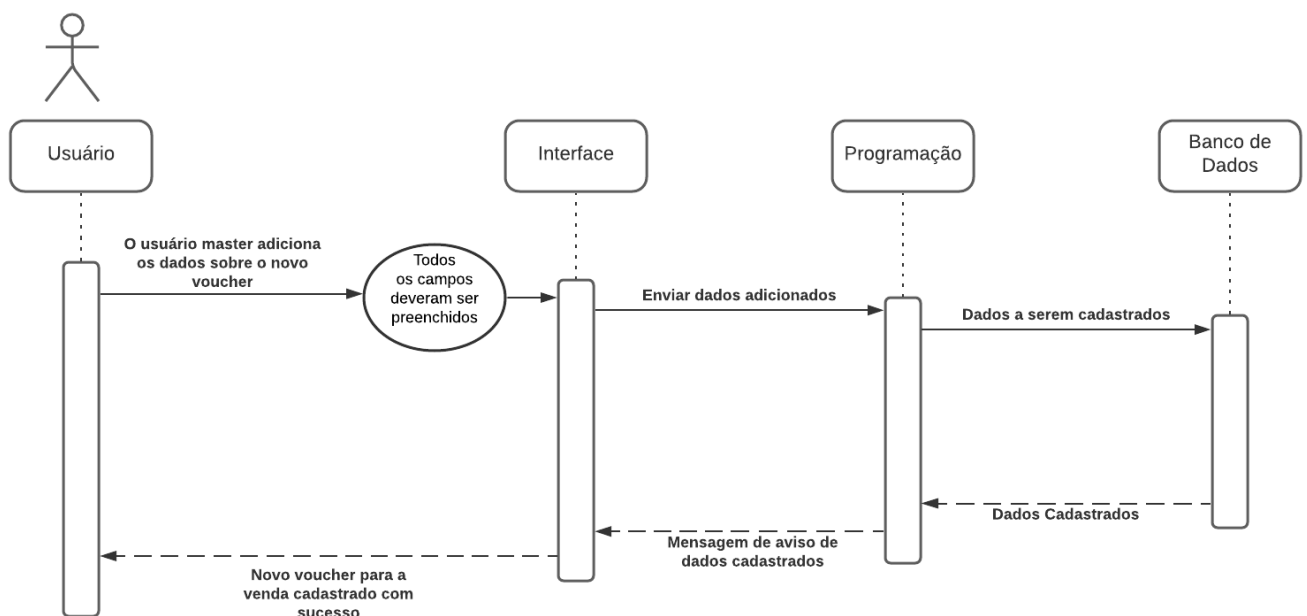 Usuário
Interface
Programação
Banco de
Dados
O usuário master adiciona
os dados sobre o novo
voucher
Todos
os campos
deveram ser
preenchidos
Enviar dados adicionados
Dados a serem cadastrados
Dados Cadastrados
Mensagem de aviso de
dados cadastrados
Novo voucher para a
venda cadastrado com
sucesso